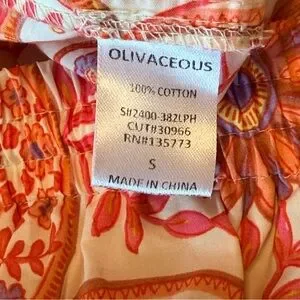 OLIVACEOUS
100% COTTON
S#2400-382LPH
CUT#30966
RN#135773
S
MADE IN CHINA